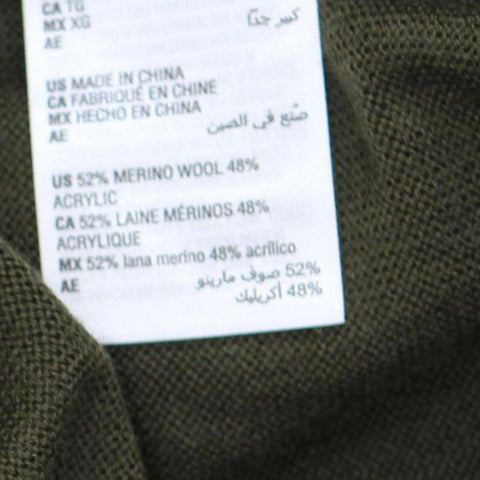 CA TG
MX XG
AE كبير جدًا
US MADE IN CHINA
CA FABRIQUÉ EN CHINE
MX HECHO EN CHINA
AE صُنع في الصين
US 52% MERINO WOOL 48%
ACRYLIC
CA 52% LAINE MÉRINOS 48%
ACRYLIQUE
MX 52% lana merino 48% acrílico
AE 52% صوف مارينو
48% أكريليك